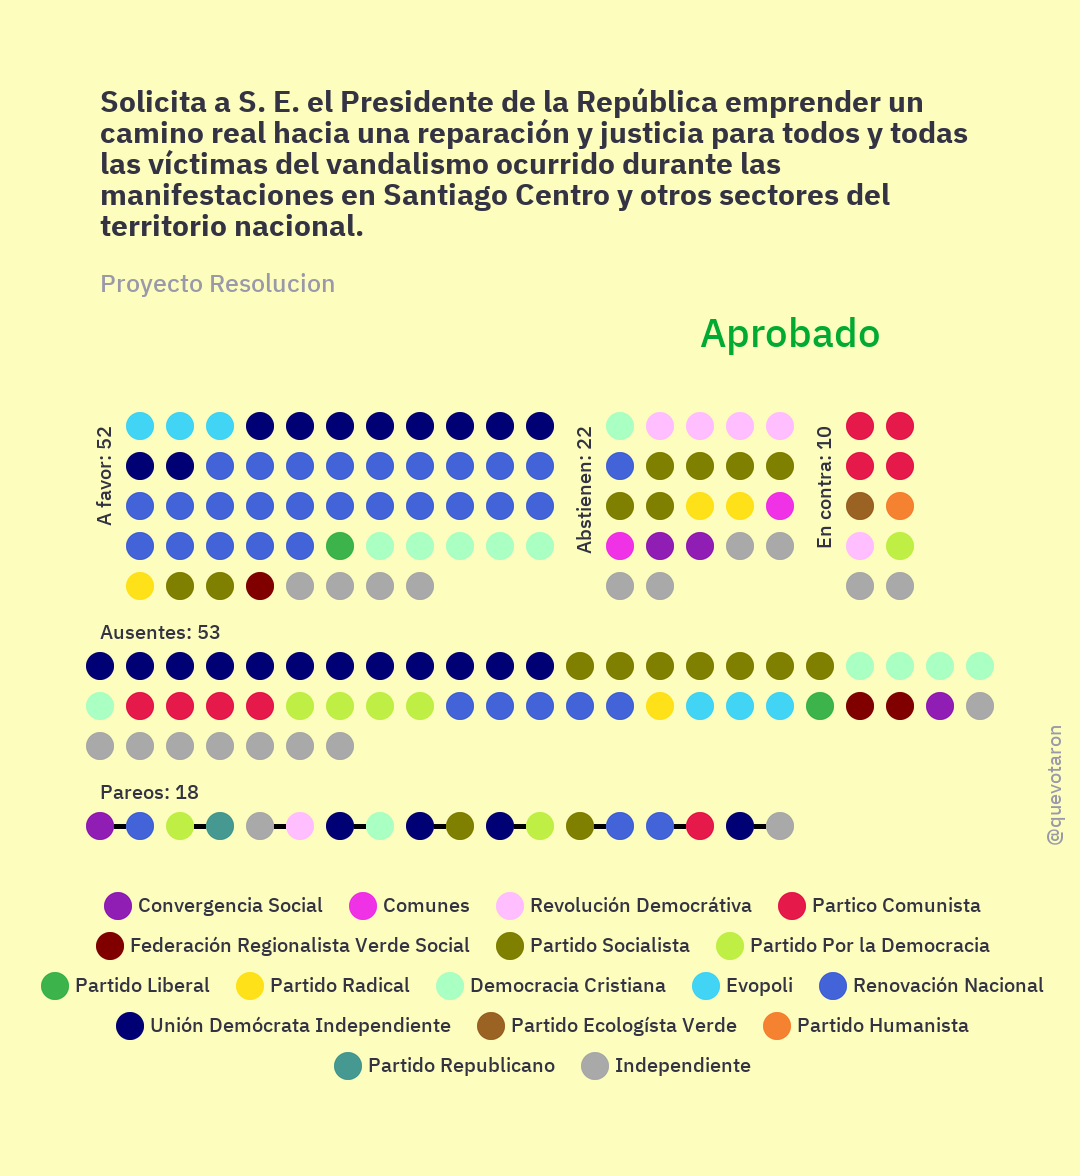 Solicita a S. E. el Presidente de la República emprender un
camino real hacia una reparación y justicia para todos y todas
las víctimas del vandalismo ocurrido durante las
manifestaciones en Santiago Centro y otros sectores del
territorio nacional.
Proyecto Resolucion
Aprobado
A favor: 52
Abstienen: 22
En contra: 10
Ausentes: 53
@quevotaron
Pareos: 18
Convergencia Social Comunes Revolución Democrátiva Partico Comunista
Federación Regionalista Verde Social Partido Socialista Partido Por la Democracia
Partido Liberal Partido Radical Democracia Cristiana Evopoli Renovación Nacional
Unión Demócrata Independiente Partido Ecologísta Verde Partido Humanista
Partido Republicano Independiente